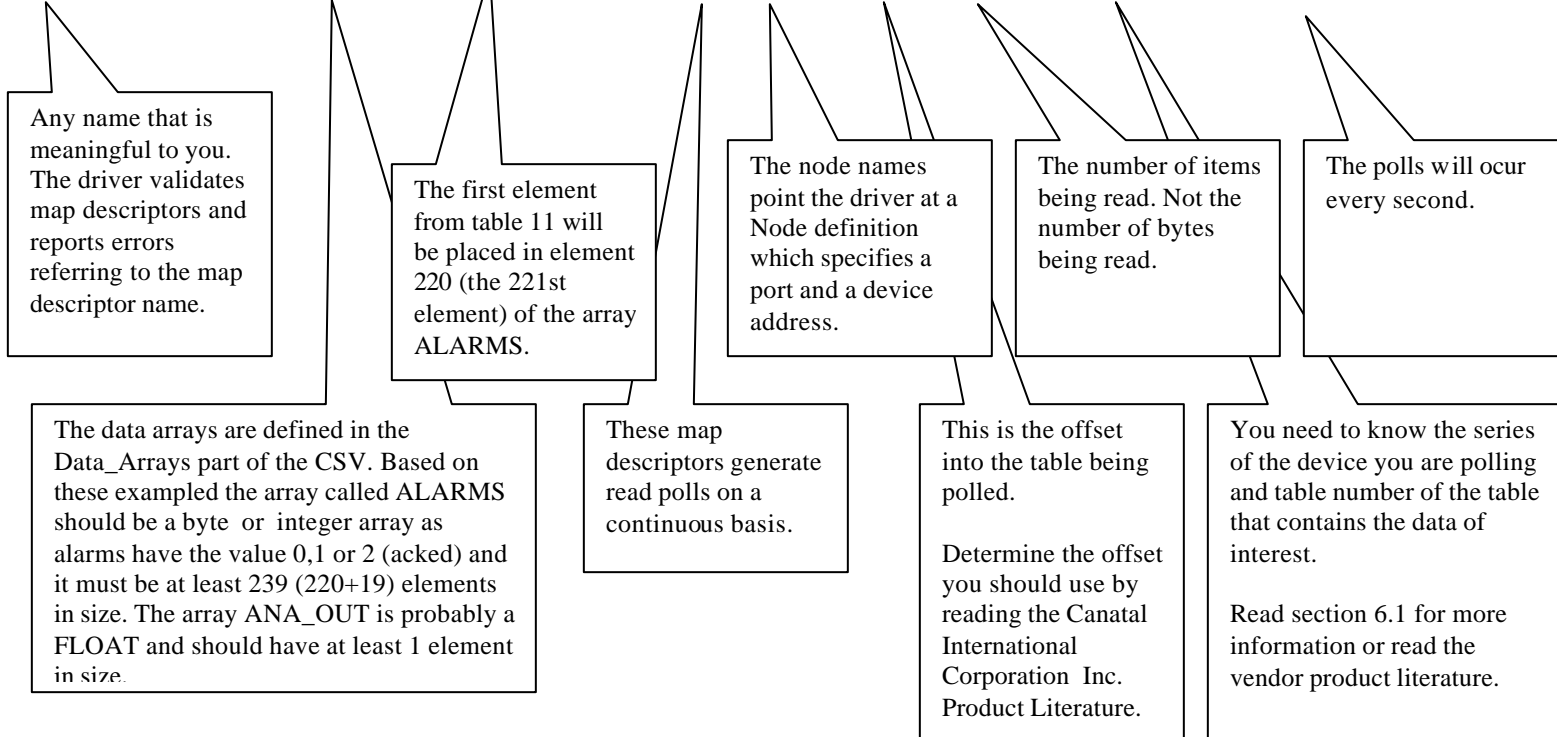 Any name that is
meaningful to you.
The driver validates
map descriptors and
reports errors
referring to the map
descriptor name.
The first element
from table 11 will
be placed in element
220 (the 221st
element) of the array
ALARMS.
The node names
point the driver at a
Node definition
which specifies a
port and a device
address.
The number of items
being read. Not the
number of bytes
being read.
The polls will ocur
every second.
The data arrays are defined in the
Data_Arrays part of the CSV. Based on
these exampled the array called ALARMS
should be a byte or integer array as
alarms have the value 0,1 or 2 (acked) and
it must be at least 239 (220+19) elements
in size. The array ANA_OUT is probably a
FLOAT and should have at least 1 element
in size.
These map
descriptors generate
read polls on a
continuous basis.
This is the offset
into the table being
polled.
Determine the offset
you should use by
reading the Canatal
International
Corporation Inc.
Product Literature.
You need to know the series
of the device you are polling
and table number of the table
that contains the data of
interest.
Read section 6.1 for more
information or read the
vendor product literature.